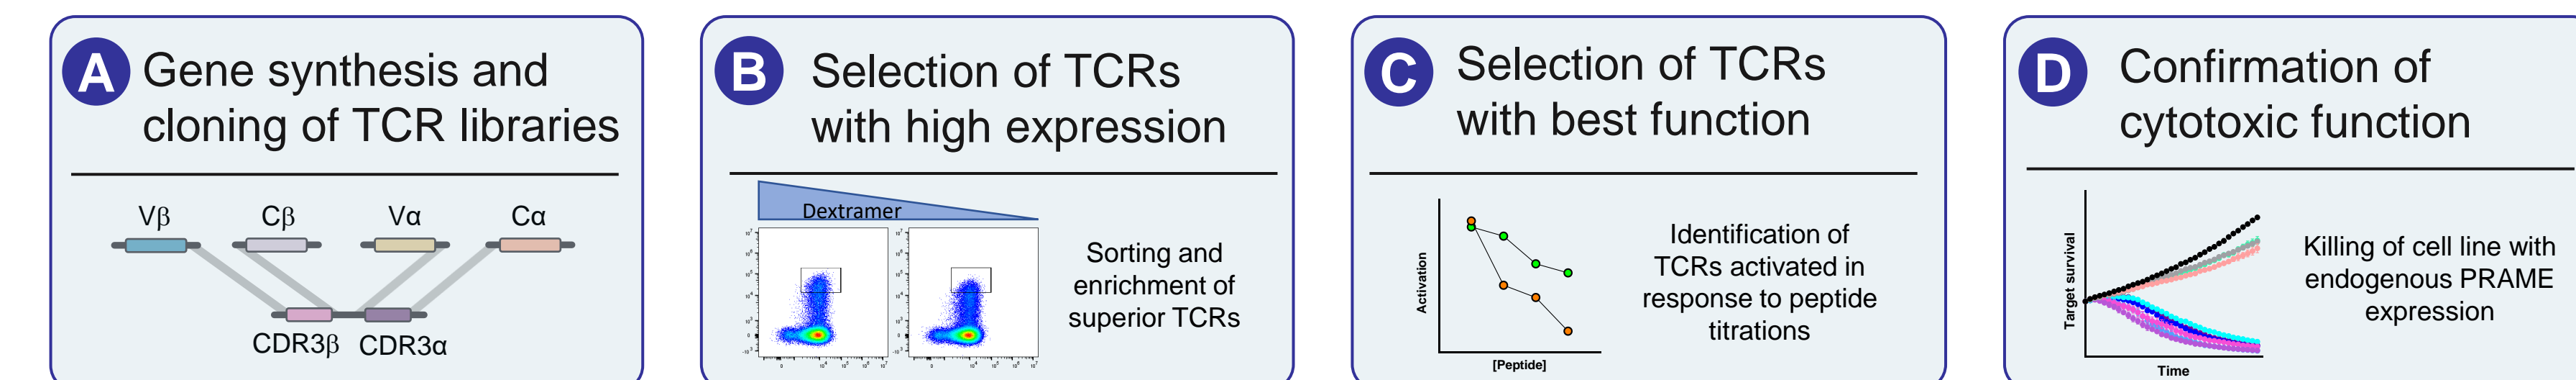 A
Gene synthesis and
cloning of TCR libraries
Vβ
Cβ
Vα
Cα
CDR3β
CDR3α
B
Selection of TCRs
with high expression
Dextramer
Sorting and
enrichment of
superior TCRs
C
Selection of TCRs
with best function
Activation
[Peptide]
Identification of
TCRs activated in
response to peptide
titrations
D
Confirmation of
cytotoxic function
Target survival
Time
Killing of cell line with
endogenous PRAME
expression